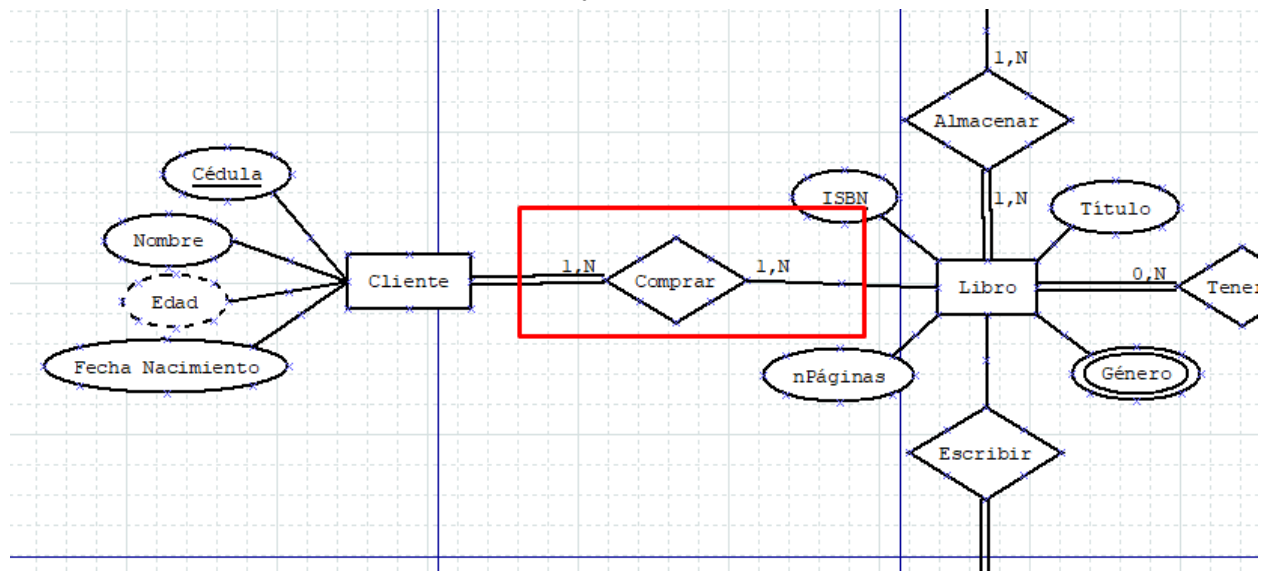 1,N
Almacenar
1,N
Cédula
ISBN
Título
Nombre
1,N
1,N
Cliente
Comprar
Libro
0,N
Tener
Edad
Fecha Nacimiento
nPáginas
Género
Escribir